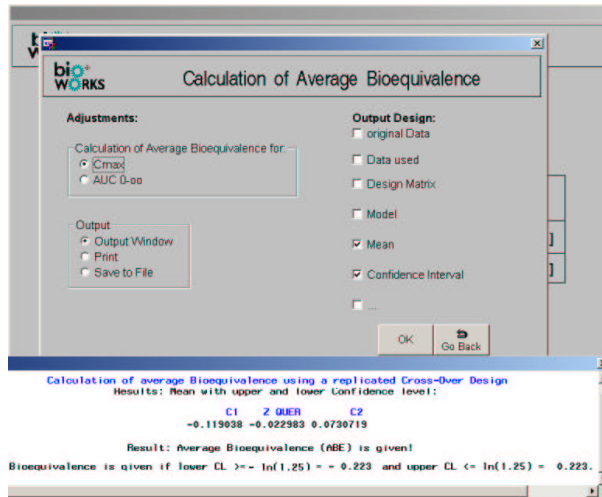 bio
WORKS
Calculation of Average Bioequivalence
Adjustments:
Calculation of Average Bioequivalence for
Cmax
AUC 0-oo
Output
Output Window
Print
Save to File
Output Design:
original Data
Data used
Design Matrix
Model
Mean
Confidence Interval
...
OK
Go Back
Calculation of average Bioequivalence using a replicated Cross-Over Design
Results: Mean with upper and lower Confidence level:
C1 Z QUER C2
-0.119038 -0.022983 0.0730719
Result: Average Bioequivalence (ABE) is given!
Bioequivalence is given if lower CL >= - ln(1.25) = - 0.223 and upper CL <= ln(1.25) = 0.223.